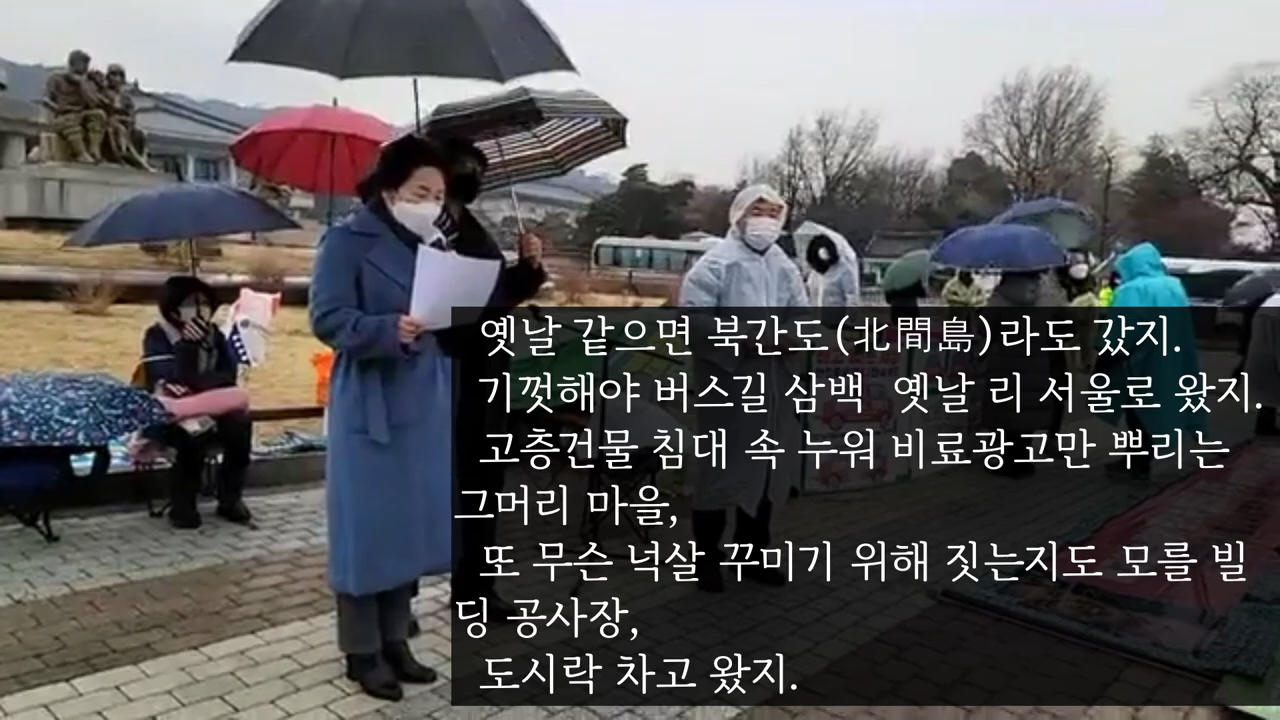 옛날 같으면 북간도(北間島)라도 갔지.
기껏해야 버스길 삼백 옛날 리 서울로 왔지.
고층건물 침대 속 누워 비료광고만 뿌리는
그머리 마을,
또 무슨 넉살 꾸미기 위해 짓는지도 모를 빌
딩 공사장,
도시락 차고 왔지.